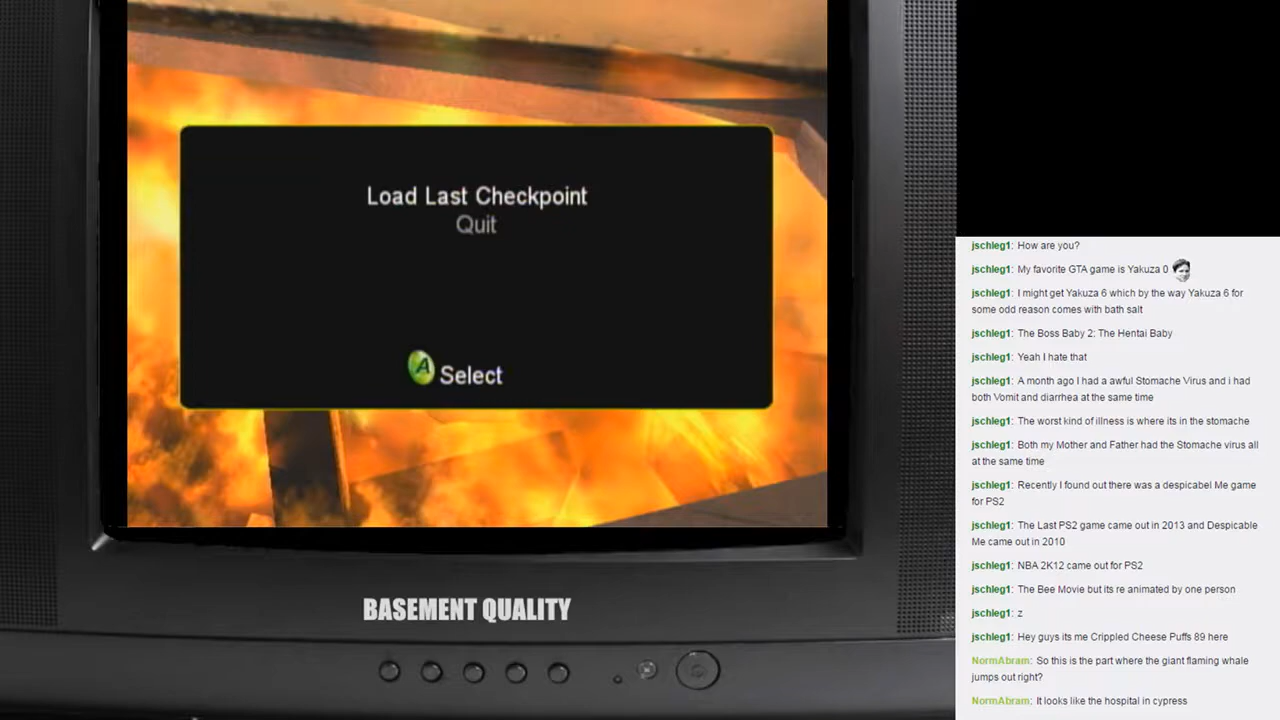 Load Last Checkpoint
Quit
A Select
BASEMENT QUALITY
jschleg1: How are you?
jschleg1: My favorite GTA game is Yakuza 0
jschleg1: I might get Yakuza 6 which by the way Yakuza 6 for
some odd reason comes with bath salt
jschleg1: The Boss Baby 2: The Hentai Baby
jschleg1: Yeah I hate that
jschleg1: A month ago I had a awful Stomache Virus and i had
both Vomit and diarrhea at the same time
jschleg1: The worst kind of illness is where its in the stomache
jschleg1: Both my Mother and Father had the Stomache virus all
at the same time
jschleg1: Recently I found out there was a despicabel Me game
for PS2
jschleg1: The Last PS2 game came out in 2013 and Despicable
Me came out in 2010
jschleg1: NBA 2K12 came out for PS2
jschleg1: The Bee Movie but its re animated by one person
jschleg1: z
jschleg1: Hey guys its me Crippled Cheese Puffs 89 here
NormAbram: So this is the part where the giant flaming whale
jumps out right?
NormAbram: It looks like the hospital in cypress